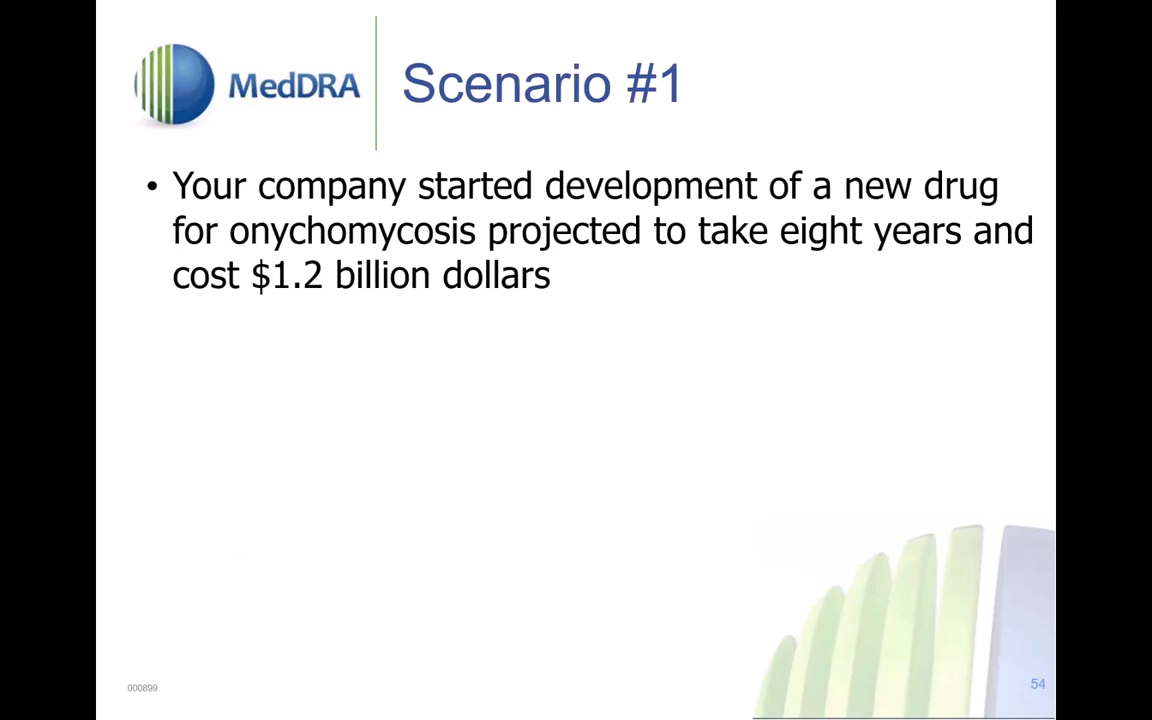 MedDRA
Scenario #1
• Your company started development of a new drug
for onychomycosis projected to take eight years and
cost $1.2 billion dollars
000899
54